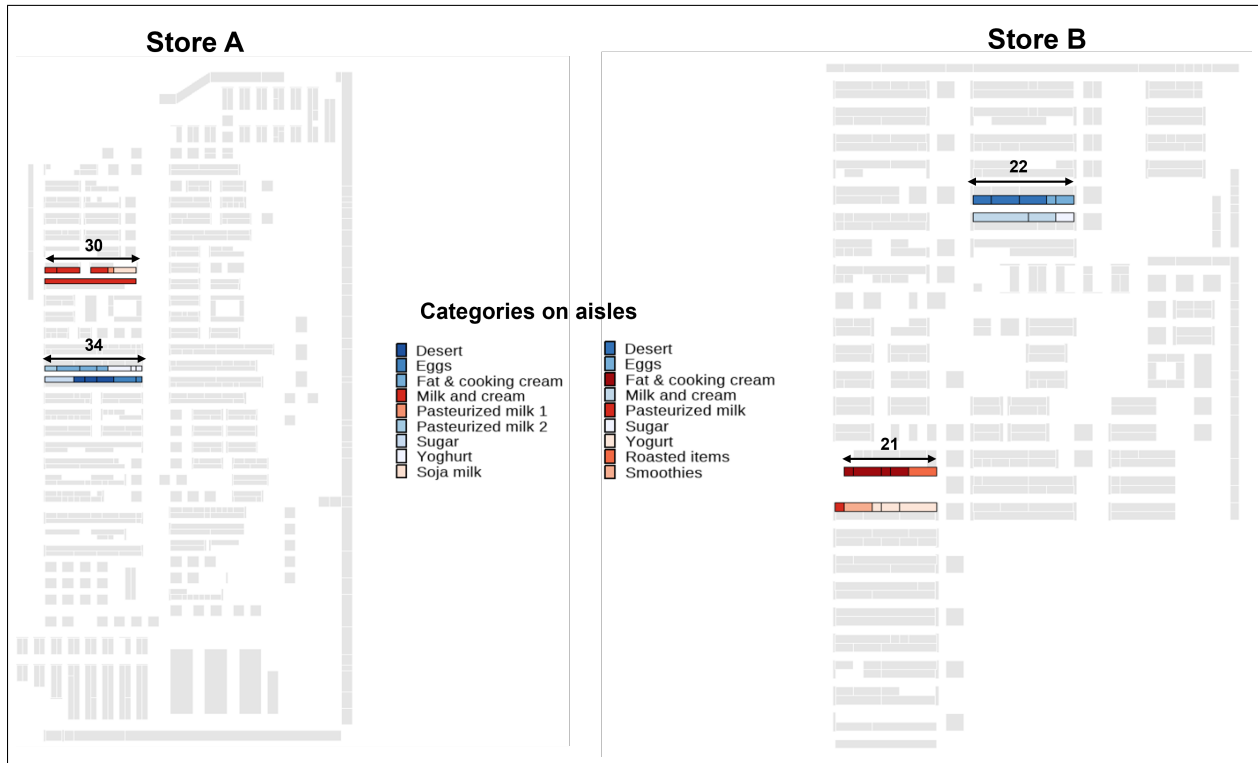 Store A
Store B
22
30
Categories on aisles
34
Desert
Eggs
Fat & cooking cream
Milk and cream
Pasteurized milk 1
Pasteurized milk 2
Sugar
Yoghurt
Soja milk
Desert
Eggs
Fat & cooking cream
Milk and cream
Pasteurized milk
Sugar
Yogurt
Roasted items
Smoothies
21